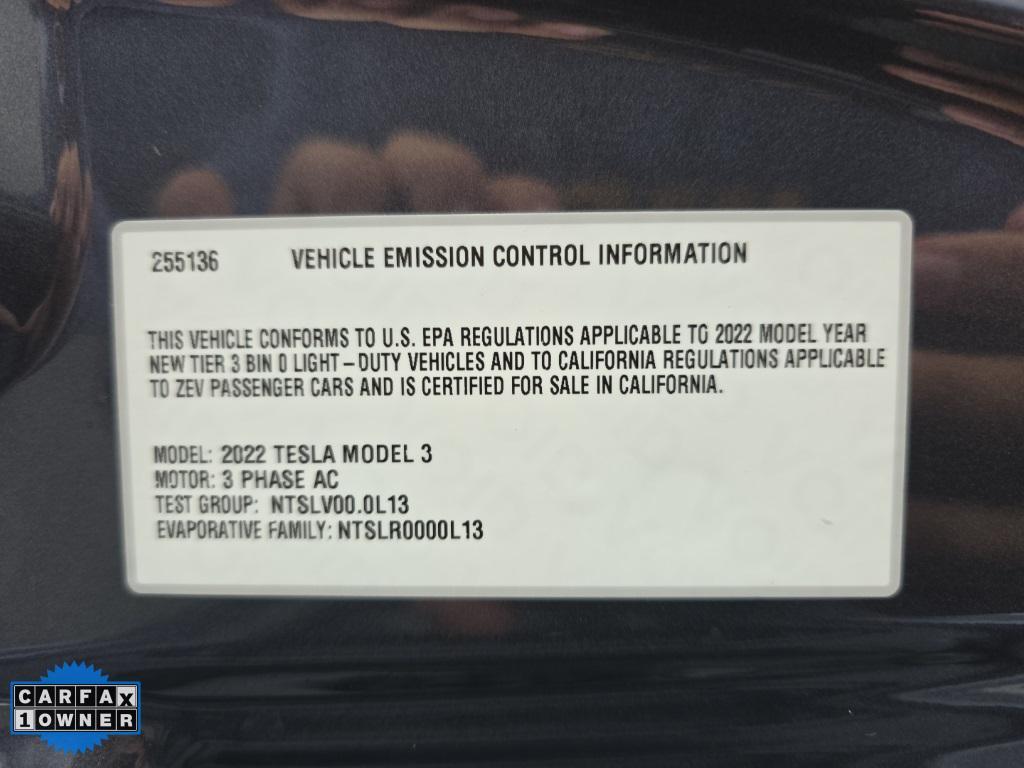 255136 VEHICLE EMISSION CONTROL INFORMATION
THIS VEHICLE CONFORMS TO U.S. EPA REGULATIONS APPLICABLE TO 2022 MODEL YEAR
NEW TIER 3 BIN 0 LIGHT-DUTY VEHICLES AND TO CALIFORNIA REGULATIONS APPLICABLE
TO ZEV PASSENGER CARS AND IS CERTIFIED FOR SALE IN CALIFORNIA.
MODEL: 2022 TESLA MODEL 3
MOTOR: 3 PHASE AC
TEST GROUP: NTSLV00.0L13
EVAPORATIVE FAMILY: NTSLR0000L13
CARFAX
1 OWNER